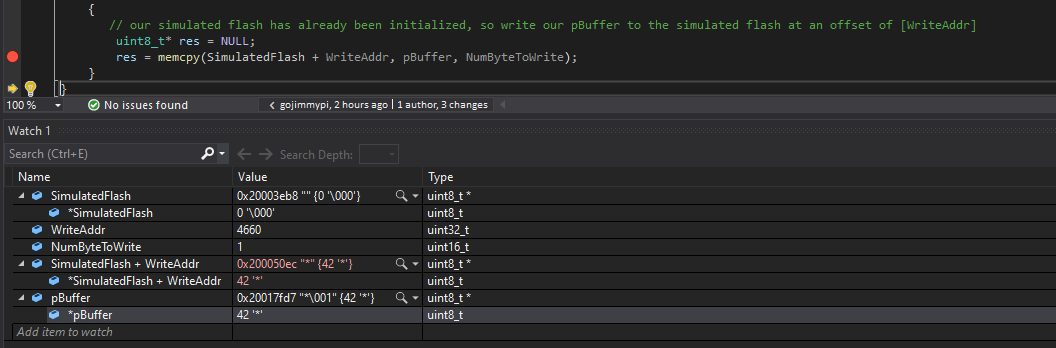 {
// our simulated flash has already been initialized, so write our pBuffer to the simulated flash at an offset of [WriteAddr]
uint8_t* res = NULL;
res = memcpy(SimulatedFlash + WriteAddr, pBuffer, NumByteToWrite);
}
}
100 % No issues found gojimmypi, 2 hours ago | 1 author, 3 changes
Watch 1
Search (Ctrl+E) Search Depth:
Name Value Type
SimulatedFlash 0x20003eb8 "" {0 '\000'} uint8_t *
*SimulatedFlash 0 '\000' uint8_t
WriteAddr 4660 uint32_t
NumByteToWrite 1 uint16_t
SimulatedFlash + WriteAddr 0x200050ec "*" {42 '*'} uint8_t *
*SimulatedFlash + WriteAddr 42 '*' uint8_t
pBuffer 0x20017fd7 "*\001" {42 '*'} uint8_t *
*pBuffer 42 '*' uint8_t
Add item to watch